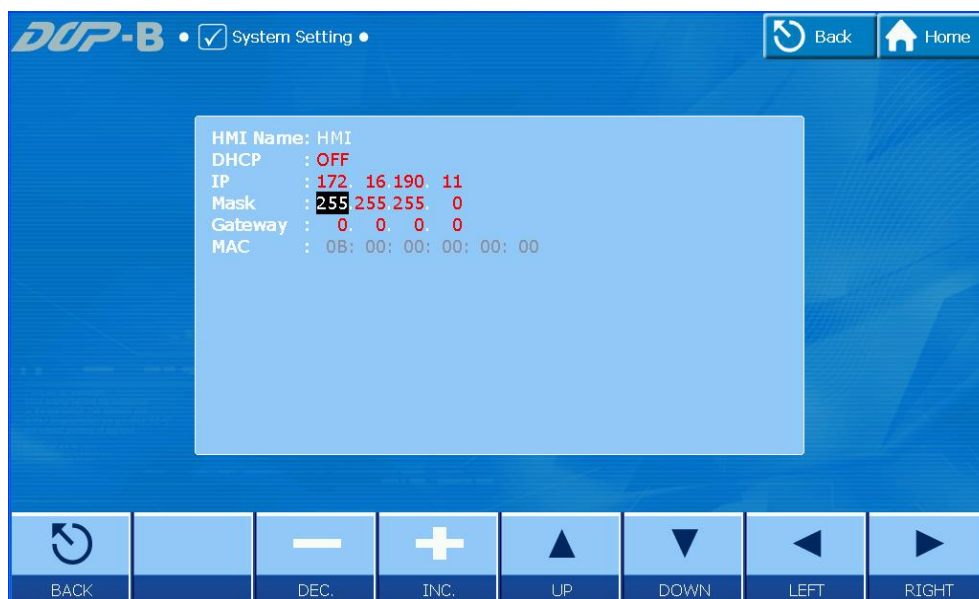 DOP-B • System Setting •
Back
Home
HMI Name: HMI
DHCP : OFF
IP : 172. 16.190. 11
Mask : 255.255.255. 0
Gateway : 0. 0. 0. 0
MAC : 0B: 00: 00: 00: 00: 00
BACK
DEC.
INC.
UP
DOWN
LEFT
RIGHT